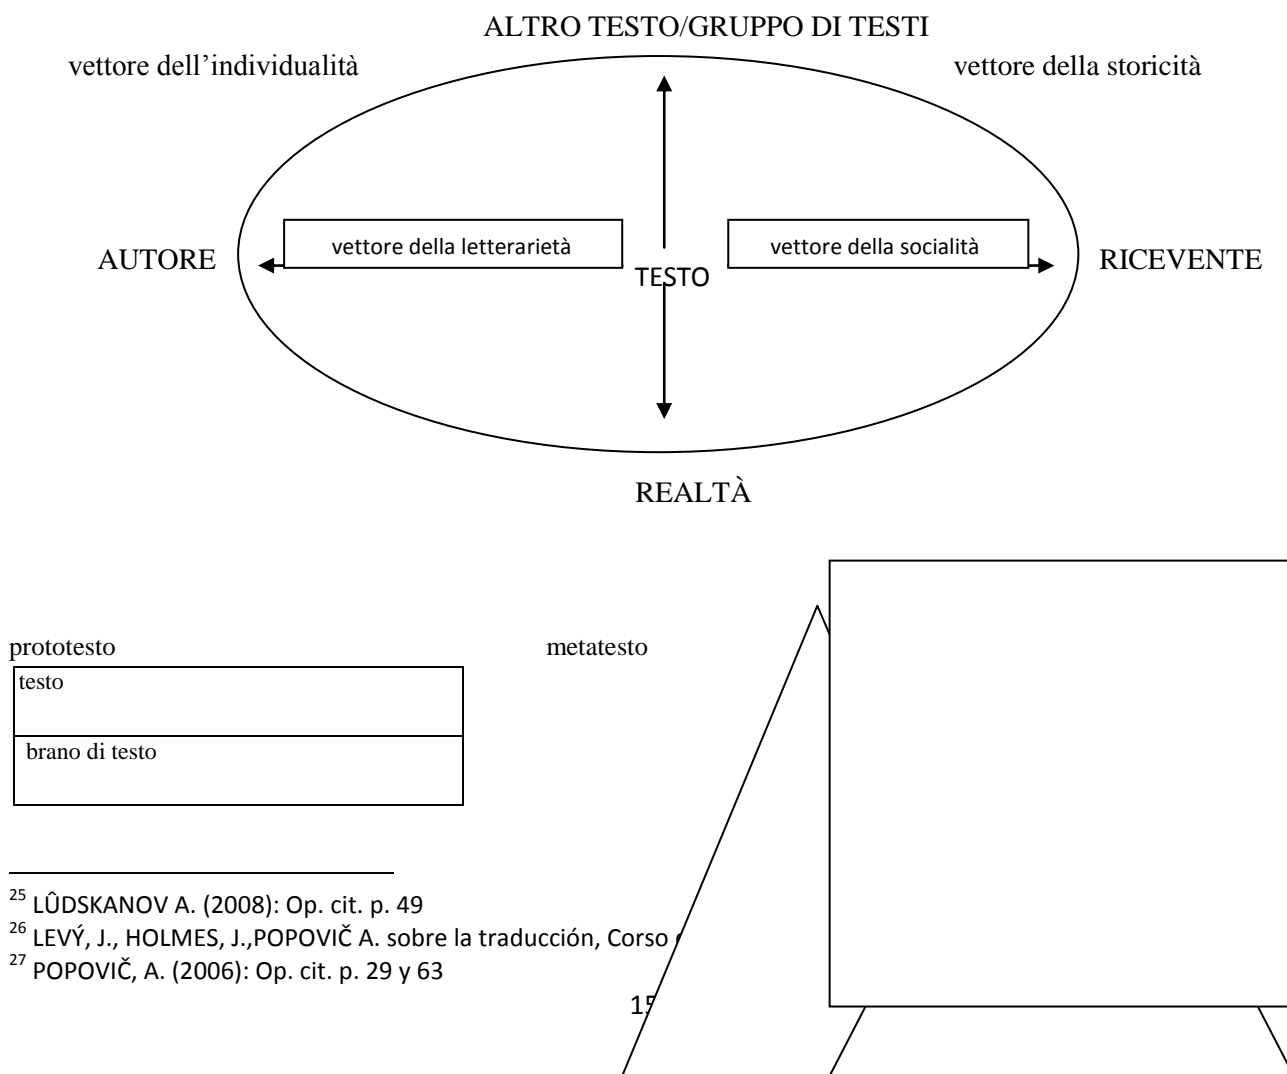 ALTRO TESTO/GRUPPO DI TESTI
vettore dell’individualità
vettore della storicità
vettore della letterarietà
vettore della socialità
AUTORE
TESTO
RICEVENTE
REALTÀ
prototesto
metatesto
testo
brano di testo
25 LÛDSKANOV A. (2008): Op. cit. p. 49
26 LEVÝ, J., HOLMES, J.,POPOVIČ A. sobre la traducción, Corso
27 POPOVIČ, A. (2006): Op. cit. p. 29 y 63